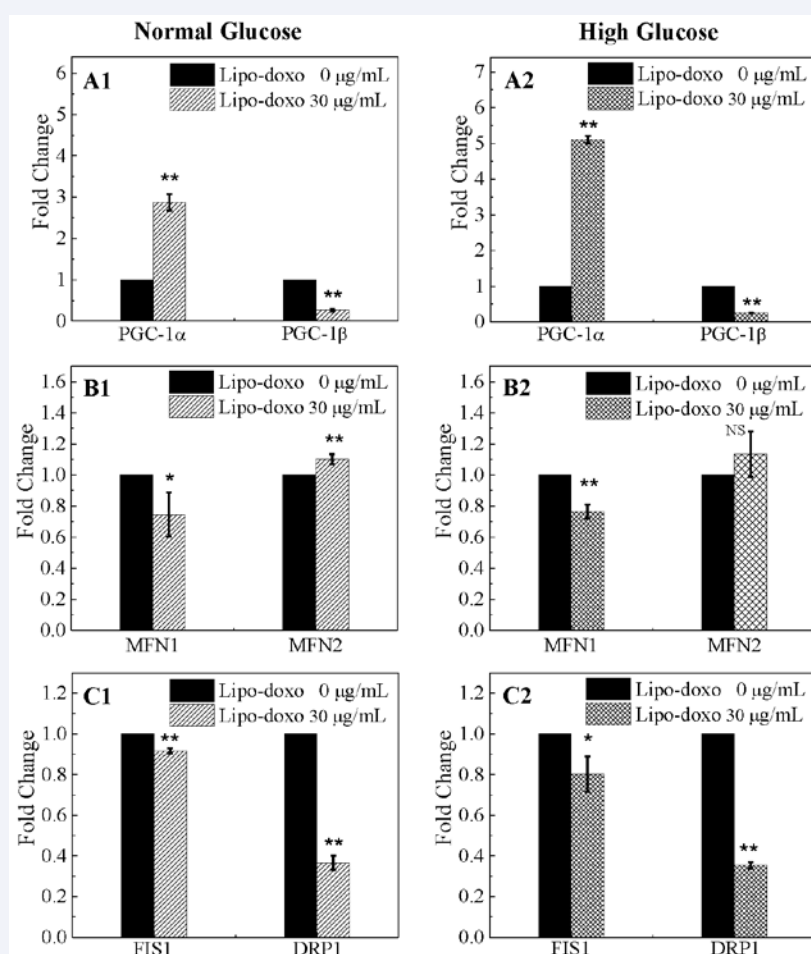 Normal Glucose
High Glucose
A1
Lipo-doxo 0 μg/mL
Lipo-doxo 30 μg/mL
Fold Change
6
5
4
3
2
1
0
**
**
PGC-1α
PGC-1β
A2
Lipo-doxo 0 μg/mL
Lipo-doxo 30 μg/mL
Fold Change
7
6
5
4
3
2
1
0
**
**
PGC-1α
PGC-1β
B1
Lipo-doxo 0 μg/mL
Lipo-doxo 30 μg/mL
Fold Change
1.6
1.4
1.2
1.0
0.8
0.6
0.4
0.2
0.0
*
**
MFN1
MFN2
B2
Lipo-doxo 0 μg/mL
Lipo-doxo 30 μg/mL
Fold Change
1.6
1.4
1.2
1.0
0.8
0.6
0.4
0.2
0.0
**
NS
MFN1
MFN2
C1
Lipo-doxo 0 μg/mL
Lipo-doxo 30 μg/mL
Fold Change
1.2
1.0
0.8
0.6
0.4
0.2
0.0
**
**
FIS1
DRP1
C2
Lipo-doxo 0 μg/mL
Lipo-doxo 30 μg/mL
Fold Change
1.2
1.0
0.8
0.6
0.4
0.2
0.0
*
**
FIS1
DRP1